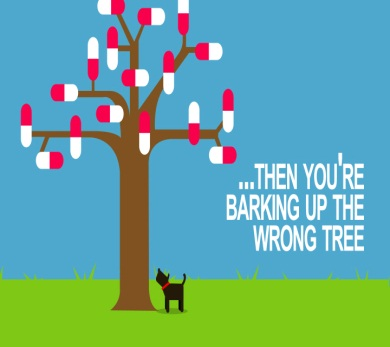 ...THEN YOU'RE
BARKING UP THE
WRONG TREE